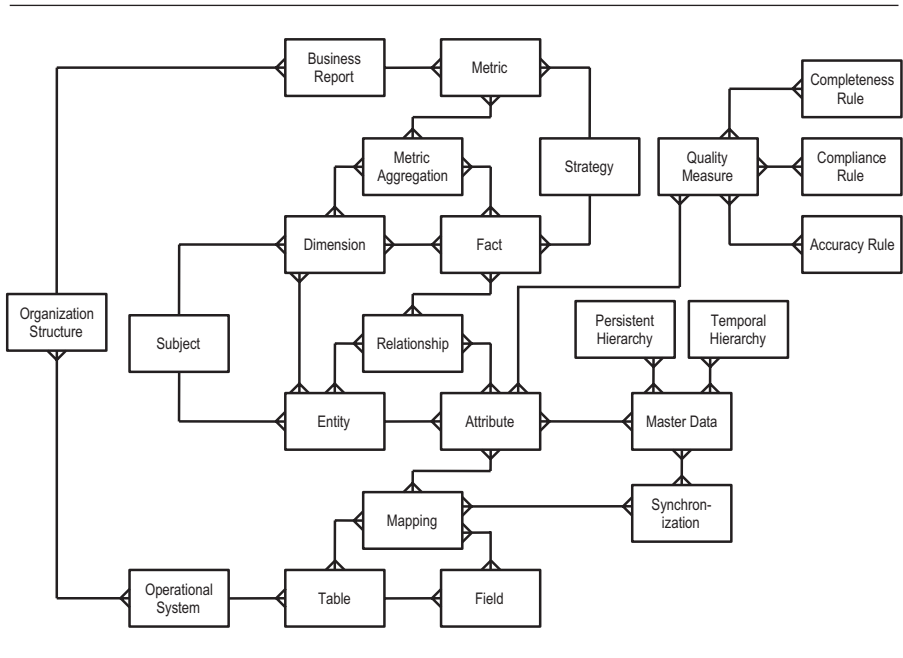 Business
Report
Metric
Completeness
Rule
Metric
Aggregation
Strategy
Quality
Measure
Compliance
Rule
Dimension
Fact
Accuracy Rule
Organization
Structure
Subject
Relationship
Persistent
Hierarchy
Temporal
Hierarchy
Entity
Attribute
Master Data
Mapping
Synchron-
ization
Operational
System
Table
Field